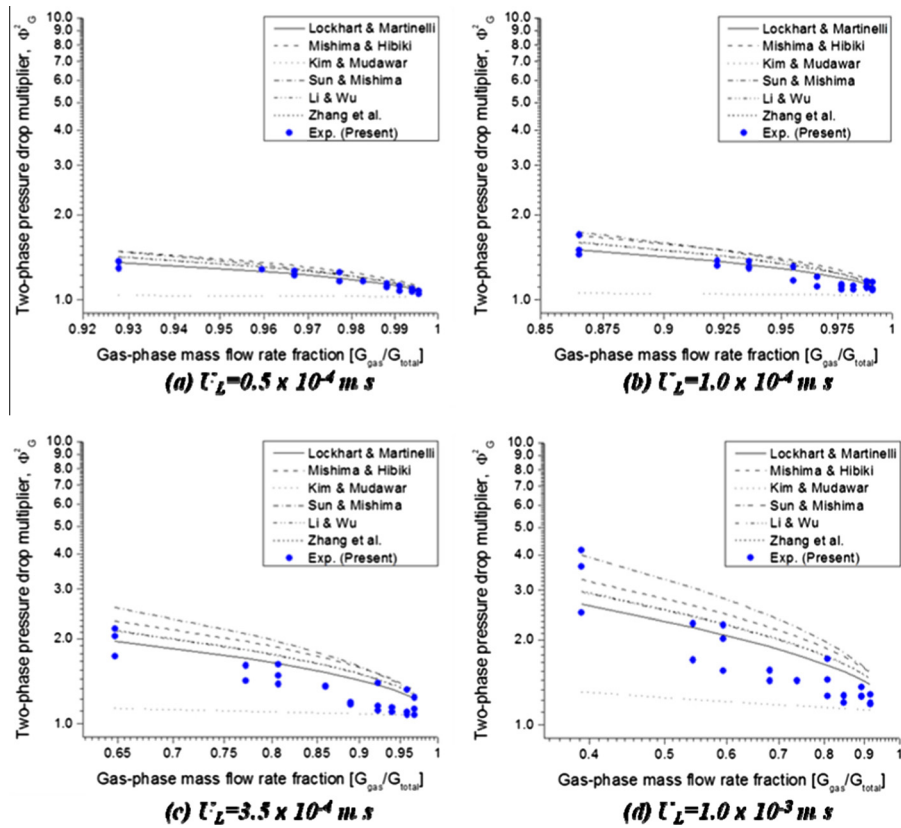 Two-phase pressure drop multiplier, Φ²G
10.0
9.0
8.0
7.0
6.0
5.0
4.0
3.0
2.0
1.0
Lockhart & Martinelli
Mishima & Hibiki
Kim & Mudawar
Sun & Mishima
Li & Wu
Zhang et al.
Exp. (Present)
0.92 0.93 0.94 0.95 0.96 0.97 0.98 0.99 1
Gas-phase mass flow rate fraction [Ggas/Gtotal]
(a) UL=0.5 x 10-4 m s
Two-phase pressure drop multiplier, Φ²G
10.0
9.0
8.0
7.0
6.0
5.0
4.0
3.0
2.0
1.0
Lockhart & Martinelli
Mishima & Hibiki
Kim & Mudawar
Sun & Mishima
Li & Wu
Zhang et al.
Exp. (Present)
0.85 0.875 0.9 0.925 0.95 0.975 1
Gas-phase mass flow rate fraction [Ggas/Gtotal]
(b) UL=1.0 x 10-4 m s
Two-phase pressure drop multiplier, Φ²G
10.0
9.0
8.0
7.0
6.0
5.0
4.0
3.0
2.0
1.0
Lockhart & Martinelli
Mishima & Hibiki
Kim & Mudawar
Sun & Mishima
Li & Wu
Zhang et al.
Exp. (Present)
0.65 0.7 0.75 0.8 0.85 0.9 0.95 1
Gas-phase mass flow rate fraction [Ggas/Gtotal]
(c) UL=3.5 x 10-4 m s
Two-phase pressure drop multiplier, Φ²G
10.0
9.0
8.0
7.0
6.0
5.0
4.0
3.0
2.0
1.0
Lockhart & Martinelli
Mishima & Hibiki
Kim & Mudawar
Sun & Mishima
Li & Wu
Zhang et al.
Exp. (Present)
0.4 0.5 0.6 0.7 0.8 0.9 1
Gas-phase mass flow rate fraction [Ggas/Gtotal]
(d) UL=1.0 x 10-3 m s